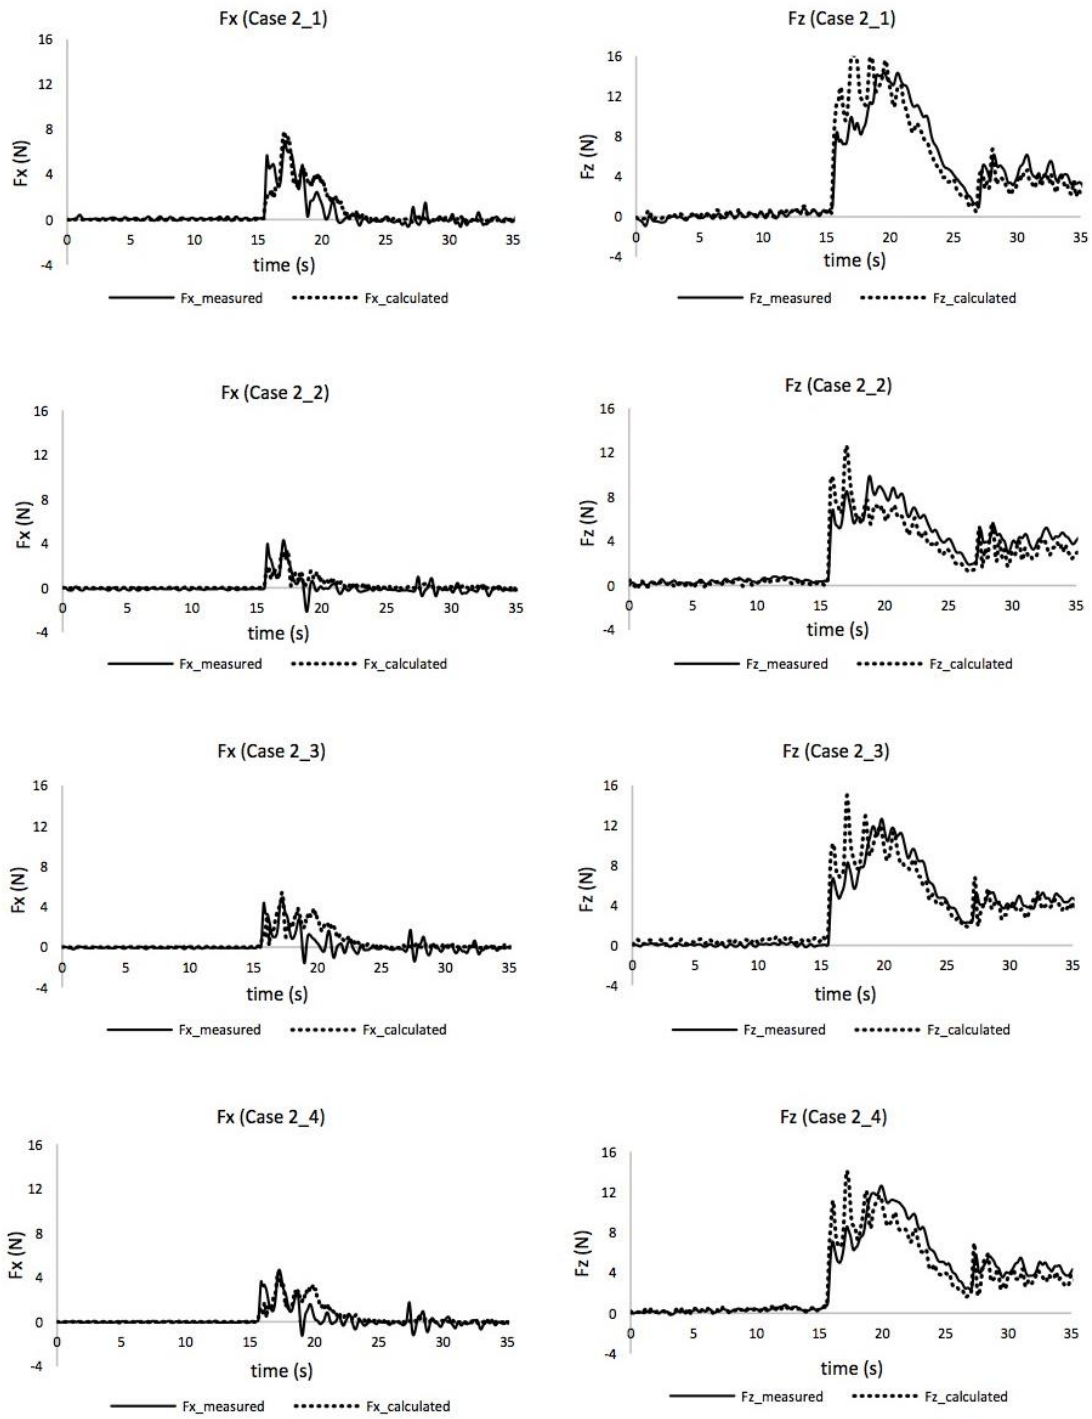 Fx (Case 2_1)
16
12
8
4
0
-4
Fx (N)
0 5 10 15 20 25 30 35
time (s)
Fx_measured Fx_calculated
Fz (Case 2_1)
16
12
8
4
0
-4
Fz (N)
0 5 10 15 20 25 30 35
time (s)
Fz_measured Fz_calculated
Fx (Case 2_2)
16
12
8
4
0
-4
Fx (N)
0 5 10 15 20 25 30 35
time (s)
Fx_measured Fx_calculated
Fz (Case 2_2)
16
12
8
4
0
-4
Fz (N)
0 5 10 15 20 25 30 35
time (s)
Fz_measured Fz_calculated
Fx (Case 2_3)
16
12
8
4
0
-4
Fx (N)
0 5 10 15 20 25 30 35
time (s)
Fx_measured Fx_calculated
Fz (Case 2_3)
16
12
8
4
0
-4
Fz (N)
0 5 10 15 20 25 30 35
time (s)
Fz_measured Fz_calculated
Fx (Case 2_4)
16
12
8
4
0
-4
Fx (N)
0 5 10 15 20 25 30 35
time (s)
Fx_measured Fx_calculated
Fz (Case 2_4)
16
12
8
4
0
-4
Fz (N)
0 5 10 15 20 25 30 35
time (s)
Fz_measured Fz_calculated